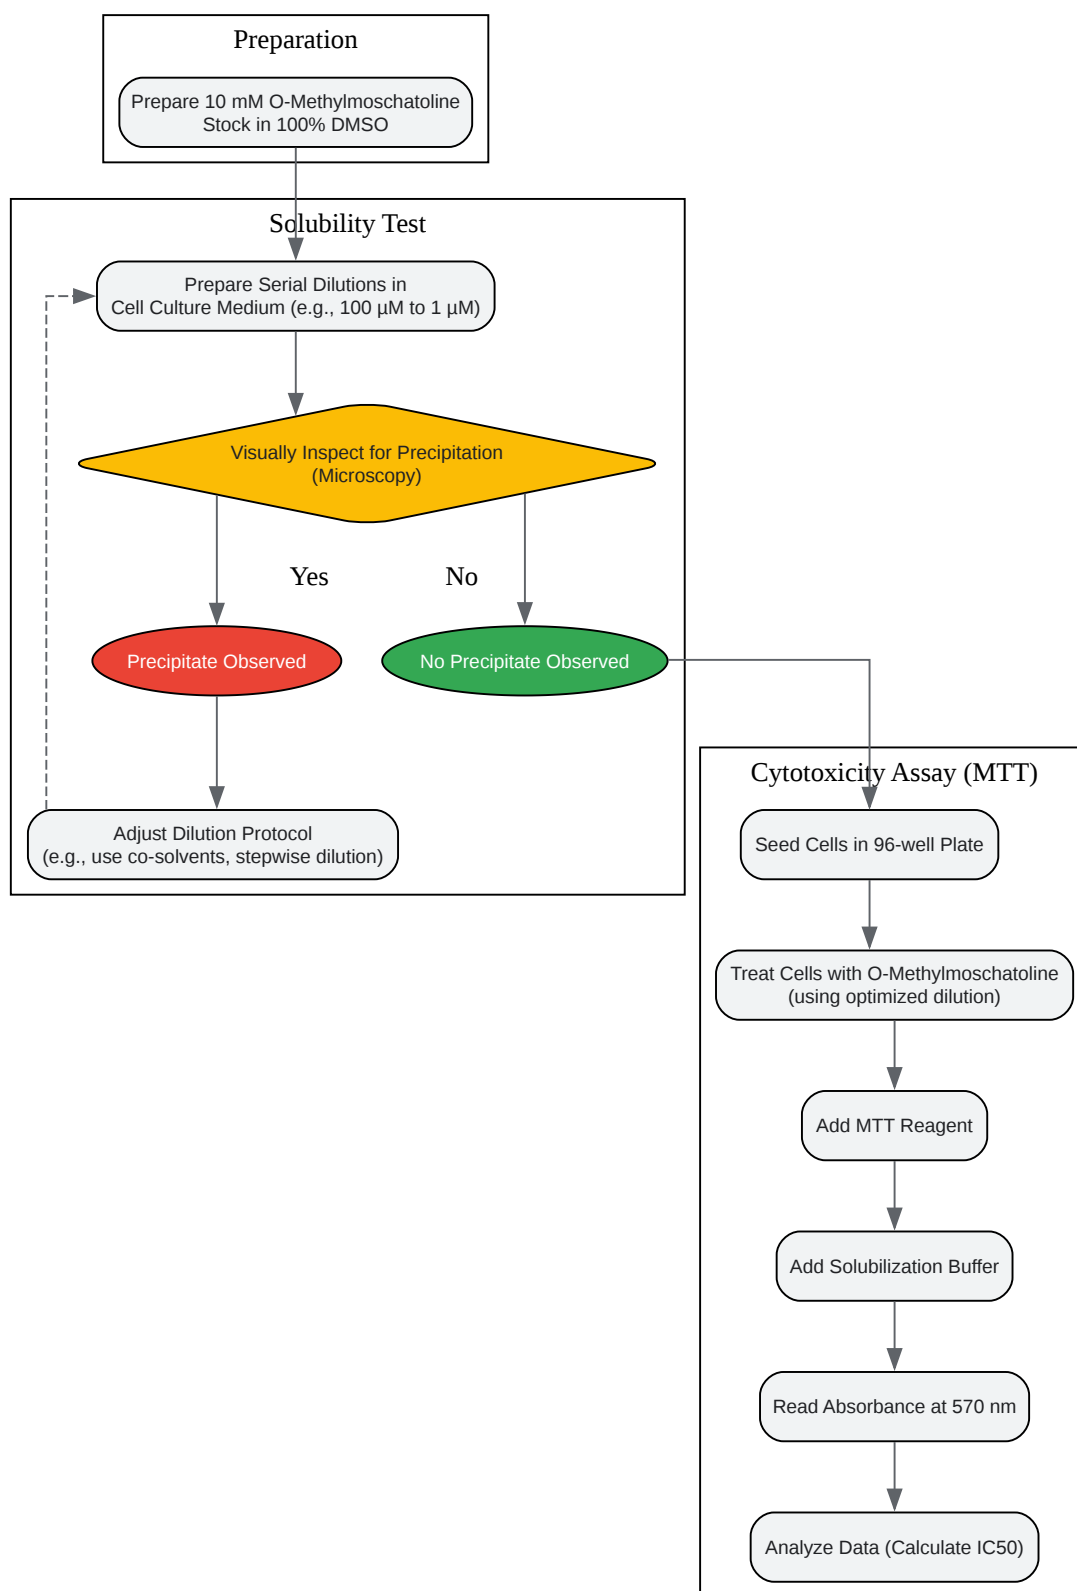 Preparation
Prepare 10 mM O-Methylmoschatoline
Stock in 100% DMSO
Solubility Test
Prepare Serial Dilutions in
Cell Culture Medium (e.g., 100 µM to 1 µM)
Visually Inspect for Precipitation
(Microscopy)
Yes
No
Precipitate Observed
No Precipitate Observed
Adjust Dilution Protocol
(e.g., use co-solvents, stepwise dilution)
Cytotoxicity Assay (MTT)
Seed Cells in 96-well Plate
Treat Cells with O-Methylmoschatoline
(using optimized dilution)
Add MTT Reagent
Add Solubilization Buffer
Read Absorbance at 570 nm
Analyze Data (Calculate IC50)